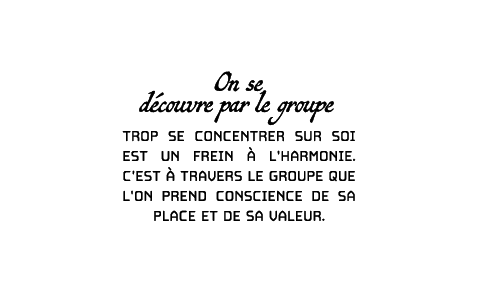 On se
découvre par le groupe
TROP SE CONCENTRER SUR SOI
EST UN FREIN À L'HARMONIE.
C'EST À TRAVERS LE GROUPE QUE
L'ON PREND CONSCIENCE DE SA
PLACE ET DE SA VALEUR.